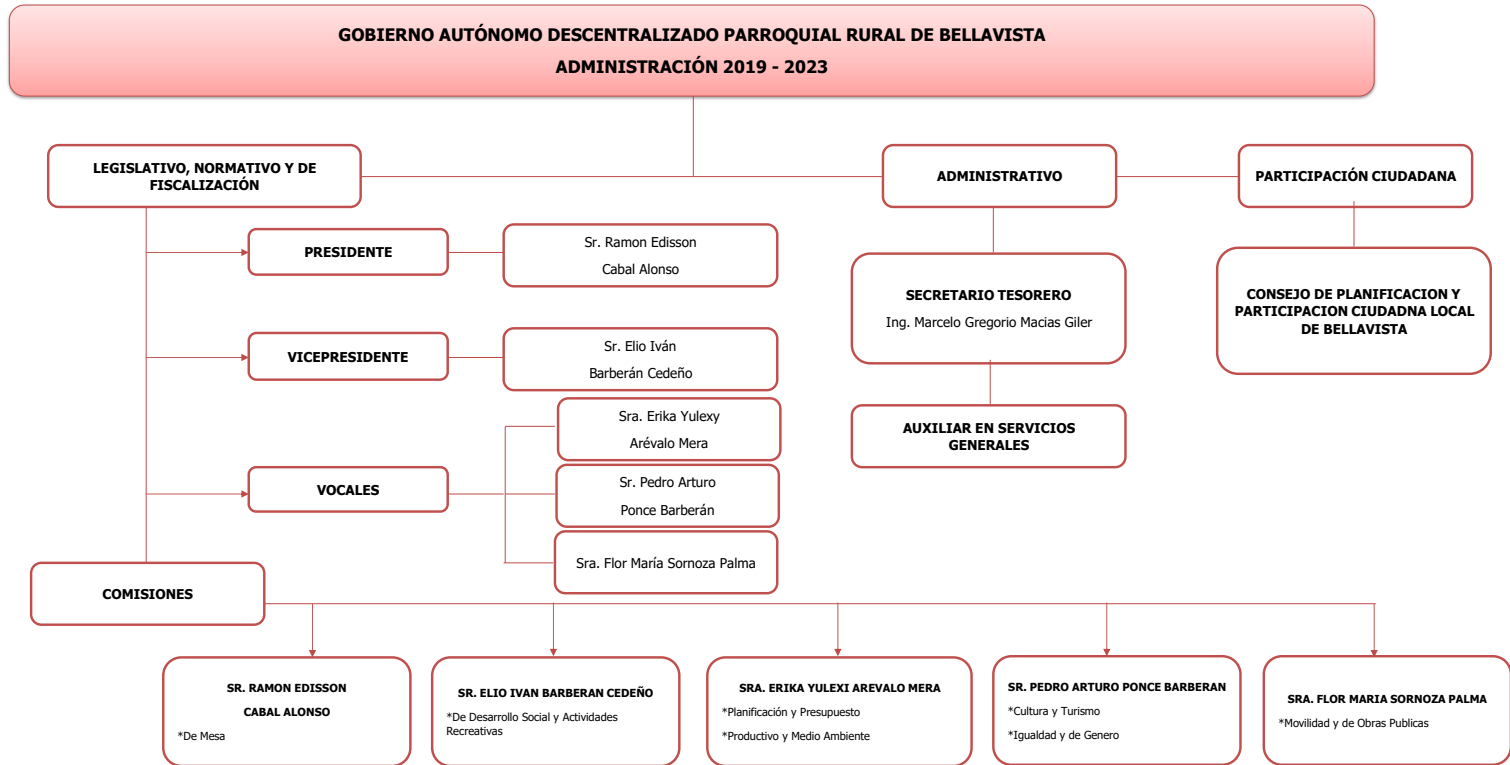 GOBIERNO AUTÓNOMO DESCENTRALIZADO PARROQUIAL RURAL DE BELLAVISTA
ADMINISTRACIÓN 2019 - 2023
LEGISLATIVO, NORMATIVO Y DE
FISCALIZACIÓN
ADMINISTRATIVO
PARTICIPACIÓN CIUDADANA
PRESIDENTE
Sr. Ramon Edisson
Cabal Alonso
SECRETARIO TESORERO
Ing. Marcelo Gregorio Macias Giler
CONSEJO DE PLANIFICACION Y
PARTICIPACION CIUDADNA LOCAL
DE BELLAVISTA
VICEPRESIDENTE
Sr. Elio Iván
Barberán Cedeño
AUXILIAR EN SERVICIOS
GENERALES
VOCALES
Sra. Erika Yulexy
Arévalo Mera
Sr. Pedro Arturo
Ponce Barberán
Sra. Flor María Sornoza Palma
COMISIONES
SR. RAMON EDISSON
CABAL ALONSO
*De Mesa
SR. ELIO IVAN BARBERAN CEDEÑO
*De Desarrollo Social y Actividades
Recreativas
SRA. ERIKA YULEXI AREVALO MERA
*Planificación y Presupuesto
*Productivo y Medio Ambiente
SR. PEDRO ARTURO PONCE BARBERAN
*Cultura y Turismo
*Igualdad y de Genero
SRA. FLOR MARIA SORNOZA PALMA
*Movilidad y de Obras Publicas